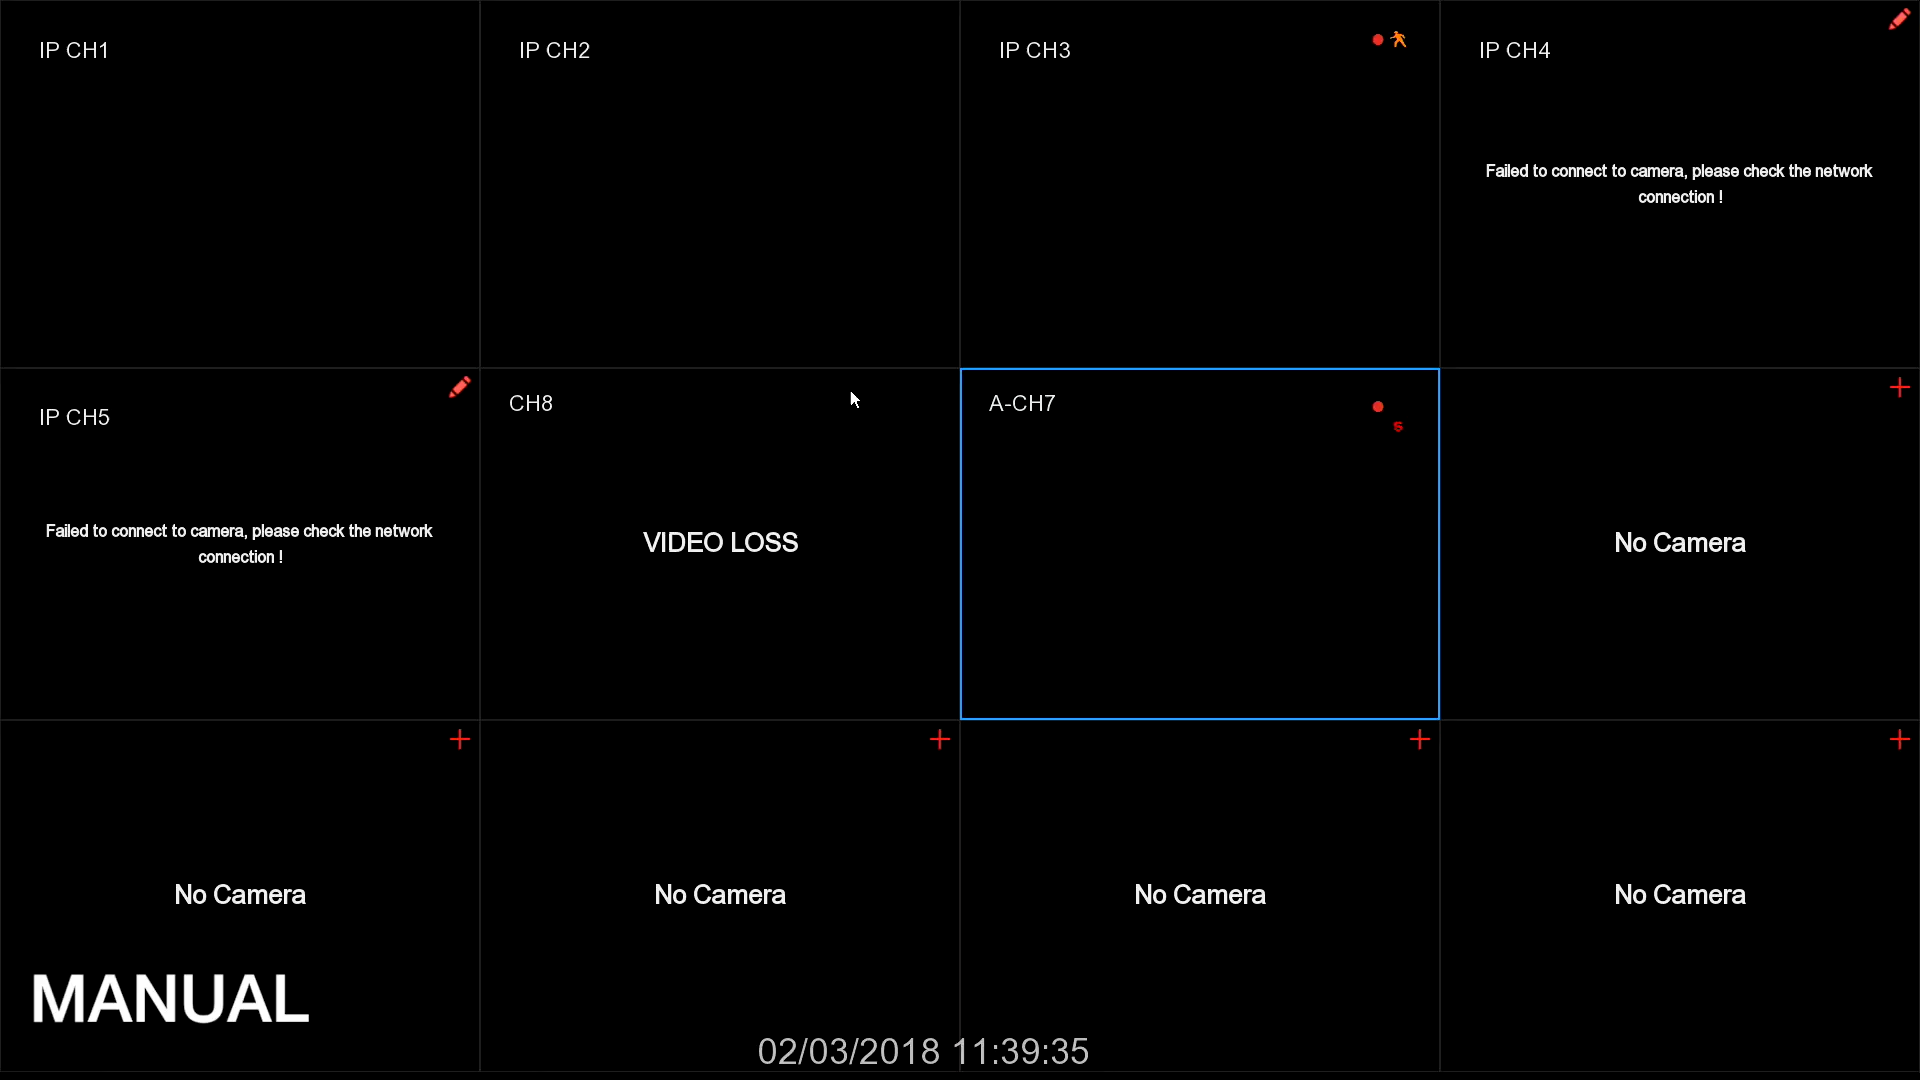 IP CH1
IP CH2
IP CH3
IP CH4
Failed to connect to camera, please check the network
connection !
IP CH5
Failed to connect to camera, please check the network
connection !
CH8
VIDEO LOSS
A-CH7
S
No Camera
No Camera
No Camera
No Camera
No Camera
MANUAL
02/03/2018 11:39:35